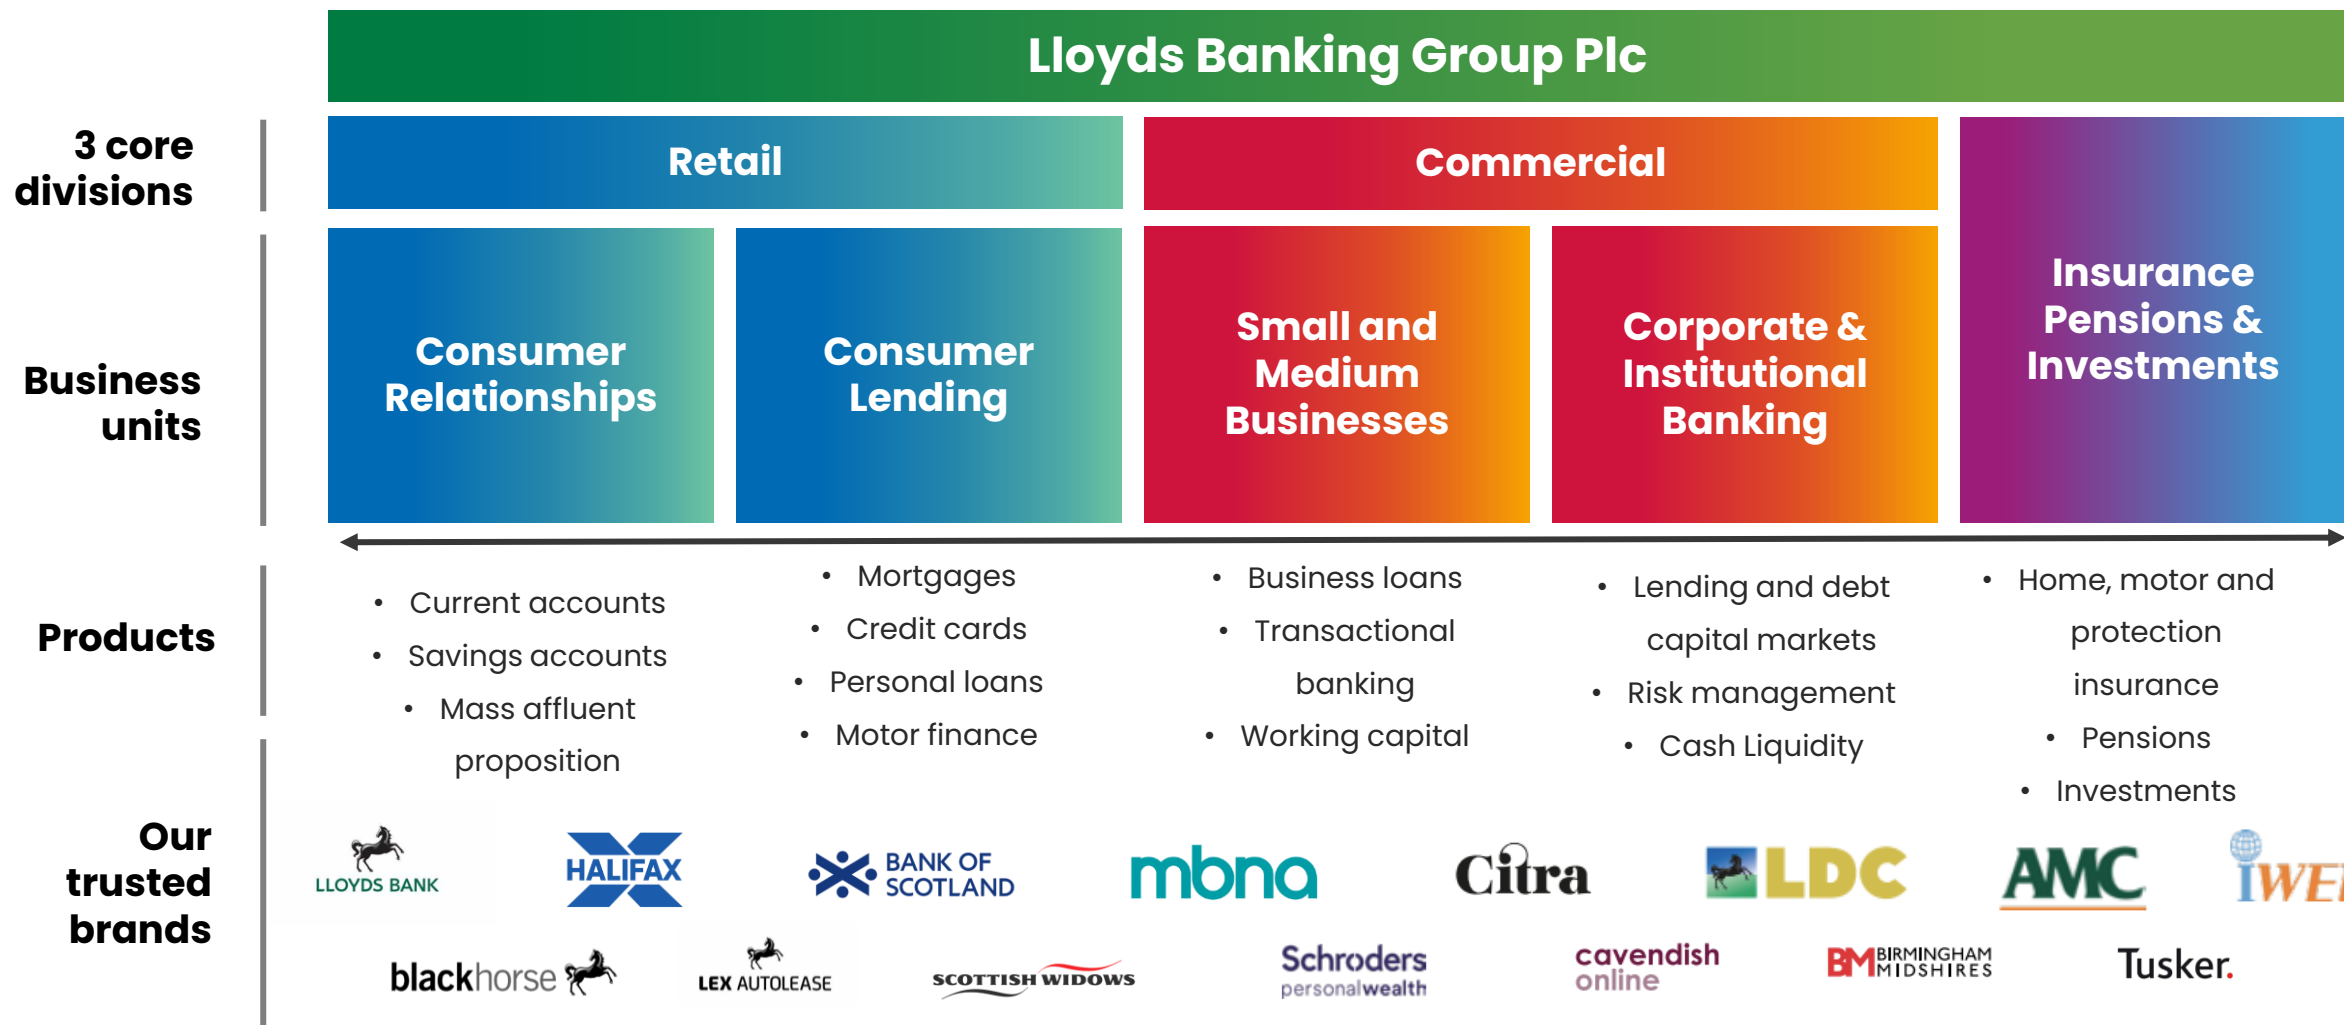 Lloyds Banking Group Plc
3 core
divisions
Retail
Commercial
Insurance
Pensions &
Investments
Business
units
Consumer
Relationships
Consumer
Lending
Small and
Medium
Businesses
Corporate &
Institutional
Banking
Products
• Current accounts
• Savings accounts
• Mass affluent
proposition
• Mortgages
• Credit cards
• Personal loans
• Motor finance
• Business loans
• Transactional
banking
• Working capital
• Lending and debt
capital markets
• Risk management
• Cash Liquidity
• Home, motor and
protection
insurance
• Pensions
• Investments
Our
trusted
brands
LLOYDS BANK
HALIFAX
BANK OF
SCOTLAND
mbna
Citra
LDC
AMC
blackhorse
LEX AUTOLEASE
SCOTTISH WIDOWS
Schroders
personalwealth
cavendish
online
BM BIRMINGHAM
MIDSHIRES
Tusker.